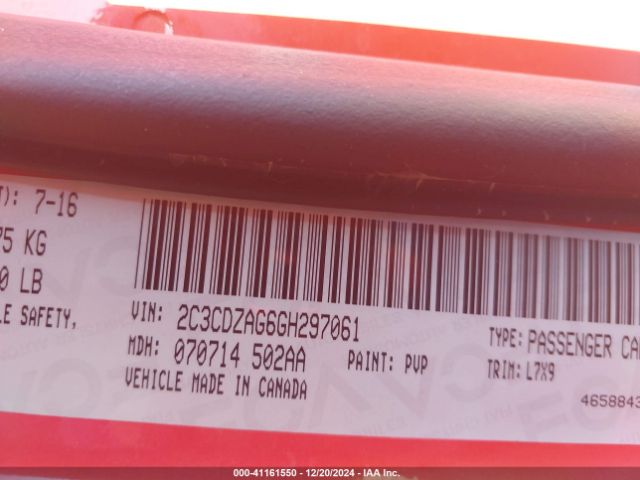 T): 7-16
75 KG
0 LB
LE SAFETY,
VIN: 2C3CDZAG6GH297061
TYPE: PASSENGER CA
MDH: 070714 502AA
PAINT: PVP
TRIM: L7X9
VEHICLE MADE IN CANADA
4658843
000-41161550 - 12/20/2024 - IAA Inc.